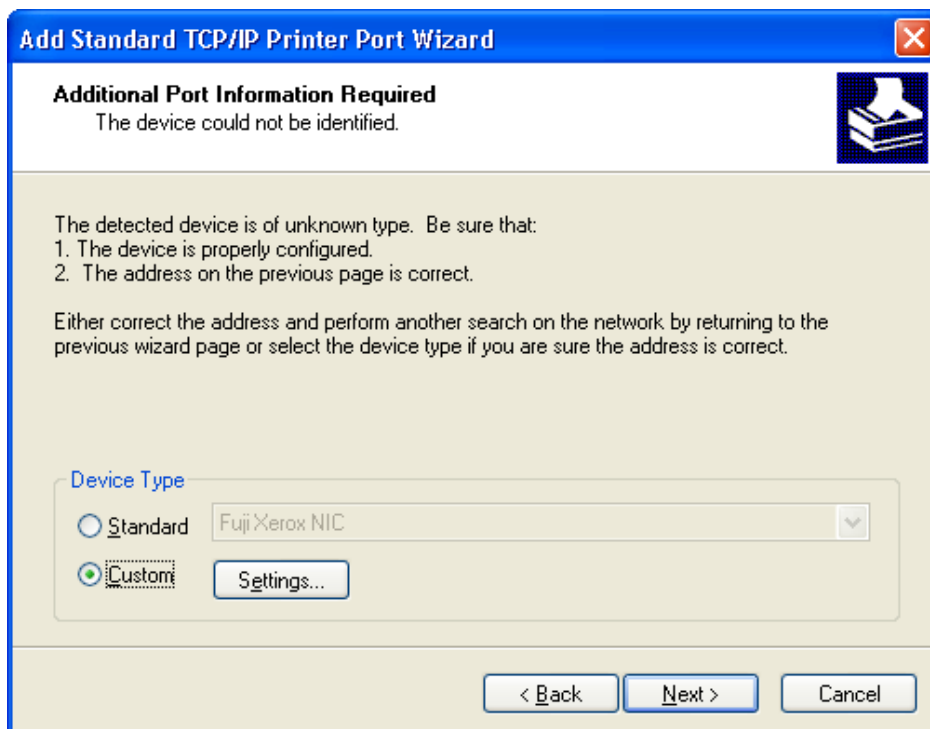 Add Standard TCP/IP Printer Port Wizard
Additional Port Information Required
The device could not be identified.
The detected device is of unknown type.  Be sure that:
1. The device is properly configured.
2.  The address on the previous page is correct.
Either correct the address and perform another search on the network by returning to the
previous wizard page or select the device type if you are sure the address is correct.
Device Type
Standard
Fuji Xerox NIC
Custom
Settings...
< Back
Next >
Cancel